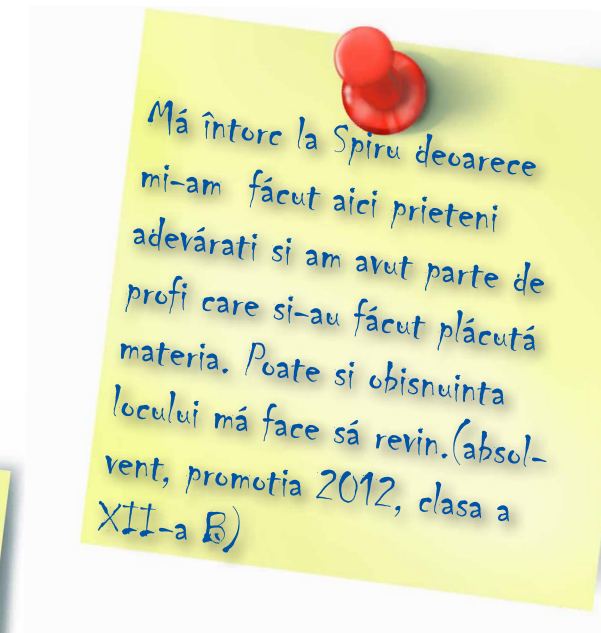 Má întorc la Spiru deoarece
mi-am făcut aici prieteni
adevárati si am avut parte de
profi care si-au fácut plácutá
materia. Poate si obisnuinta
locului má face sá revin.(absol-
vent, promotia 2012, clasa a
XII-a B)